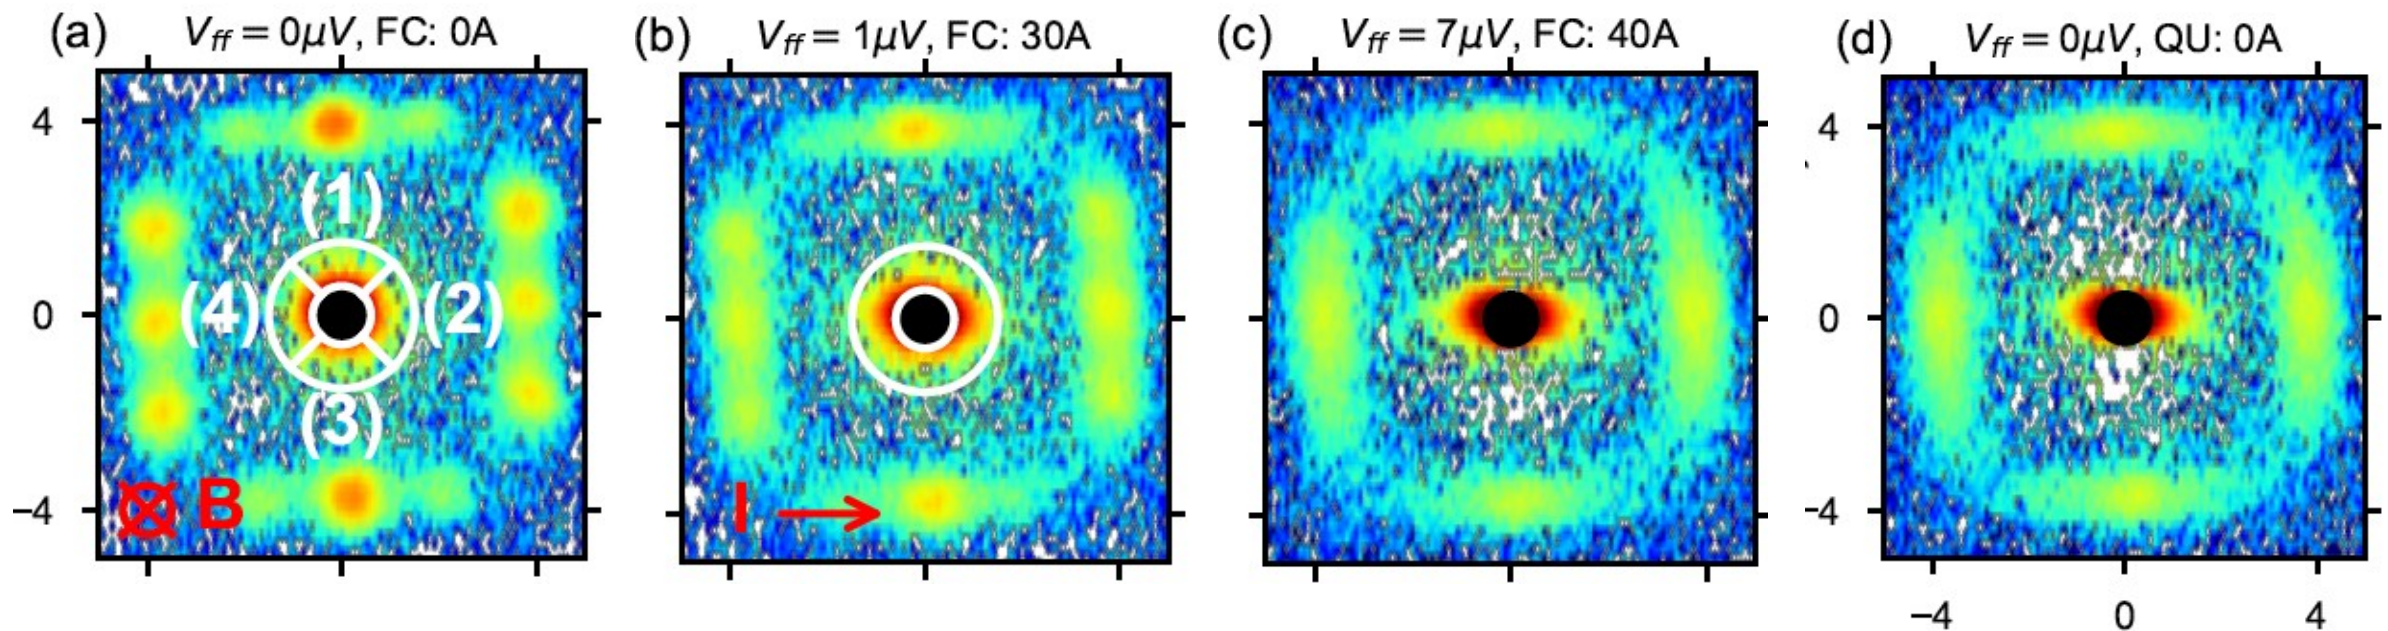 (a) V_ff = 0μV, FC: 0A
(b) V_ff = 1μV, FC: 30A
(c) V_ff = 7μV, FC: 40A
(d) V_ff = 0μV, QU: 0A
4
0
−4
(1)
(4)
(2)
(3)
B
I
4
0
−4
−4
0
4